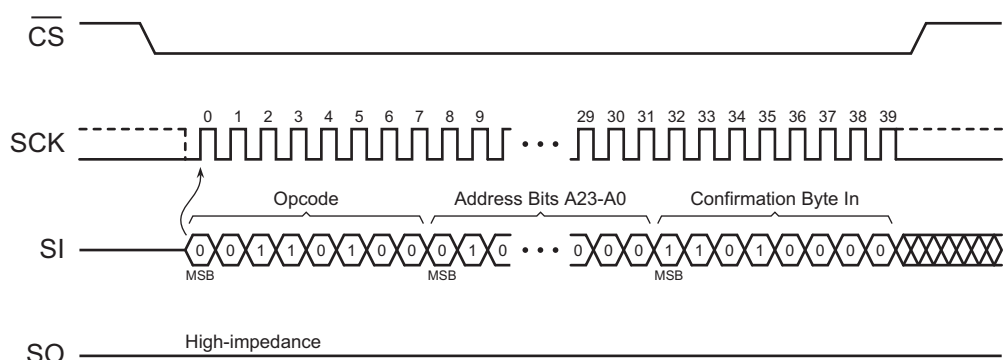 CS
0 1 2 3 4 5 6 7 8 9 29 30 31 32 33 34 35 36 37 38 39
SCK
Opcode Address Bits A23-A0 Confirmation Byte In
SI 0 0 1 1 0 1 0 0 0 1 0 0 0 0 1 1 0 1 0 0 0 0
MSB MSB MSB
High-impedance
SO